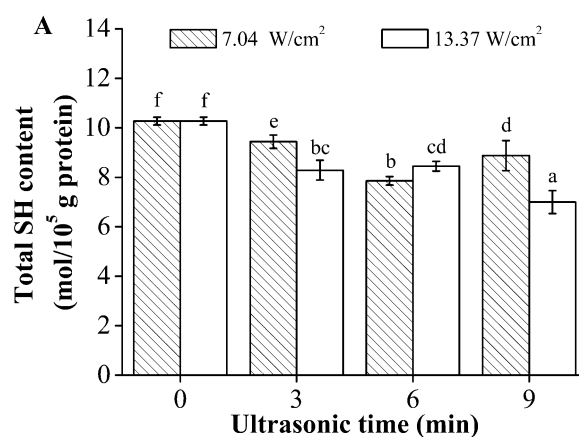 A
7.04 W/cm²
13.37 W/cm²
Total SH content
(mol/10⁵ g protein)
14
12
10
8
6
4
2
0
f
f
e
bc
b
cd
d
a
0
3
6
9
Ultrasonic time (min)